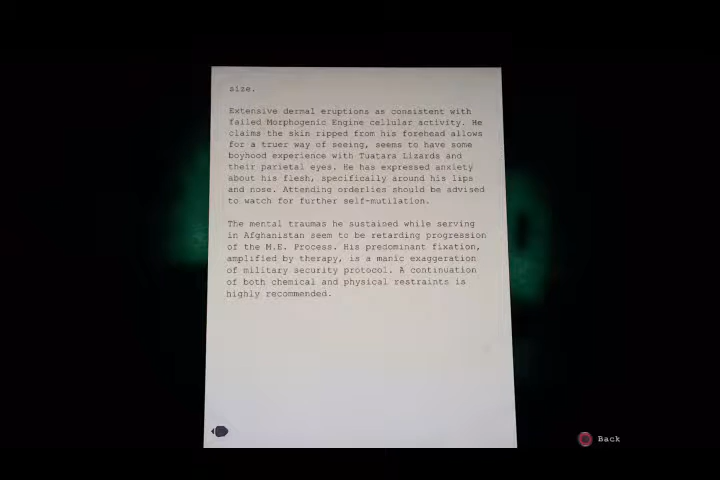 size.
Extensive dermal eruptions as consistent with
failed Morphogenic Engine cellular activity. He
claims the skin ripped from his forehead allows
for a truer way of seeing, seems to have some
boyhood experience with Tuatara Lizards and
their parietal eyes. He has expressed anxiety
about his flesh, specifically around his lips
and nose. Attending orderlies should be advised
to watch for further self-mutilation.
The mental traumas he sustained while serving
in Afghanistan seem to be retarding progression
of the M.E. Process. His predominant fixation,
amplified by therapy, is a manic exaggeration
of military security protocol. A continuation
of both chemical and physical restraints is
highly recommended.
Back